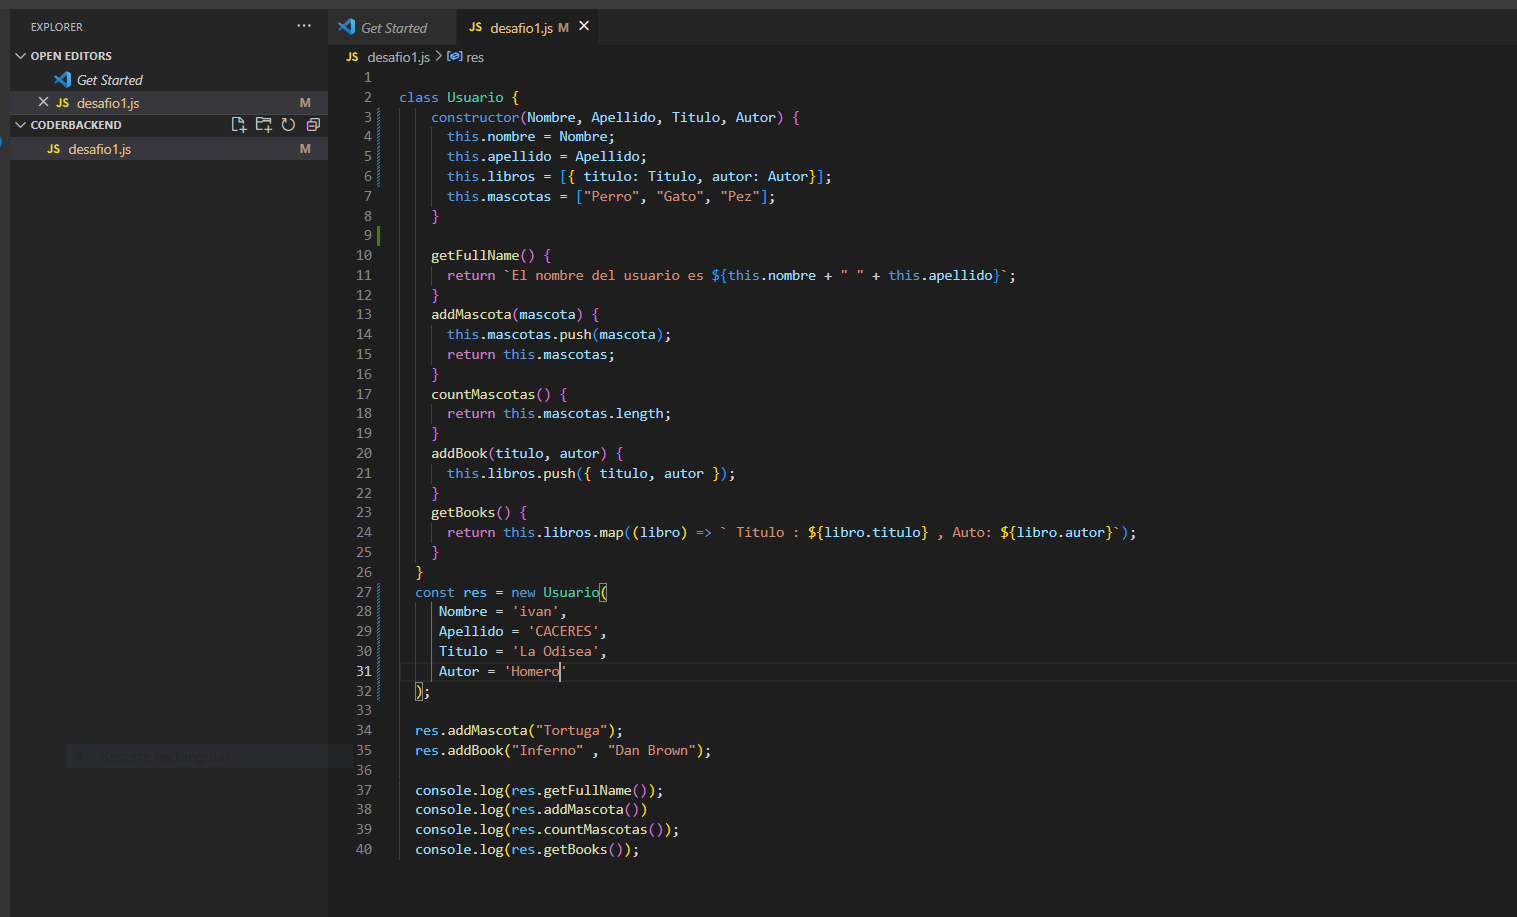 EXPLORER
OPEN EDITORS
Get Started
JS desafio1.js M
CODERBACKEND
JS desafio1.js M
Recorte rectangular
Get Started
JS desafio1.js M
JS desafio1.js > res
1
2 class Usuario {
3 constructor(Nombre, Apellido, Titulo, Autor) {
4 this.nombre = Nombre;
5 this.apellido = Apellido;
6 this.libros = [{ titulo: Titulo, autor: Autor}];
7 this.mascotas = ["Perro", "Gato", "Pez"];
8 }
9
10 getFullName() {
11 return `El nombre del usuario es ${this.nombre + " " + this.apellido}`;
12 }
13 addMascota(mascota) {
14 this.mascotas.push(mascota);
15 return this.mascotas;
16 }
17 countMascotas() {
18 return this.mascotas.length;
19 }
20 addBook(titulo, autor) {
21 this.libros.push({ titulo, autor });
22 }
23 getBooks() {
24 return this.libros.map((libro) => ` Titulo : ${libro.titulo} , Auto: ${libro.autor}`);
25 }
26 }
27 const res = new Usuario(
28 Nombre = 'ivan',
29 Apellido = 'CACERES',
30 Titulo = 'La Odisea',
31 Autor = 'Homero'
32 );
33
34 res.addMascota("Tortuga");
35 res.addBook("Inferno" , "Dan Brown");
36
37 console.log(res.getFullName());
38 console.log(res.addMascota())
39 console.log(res.countMascotas());
40 console.log(res.getBooks());